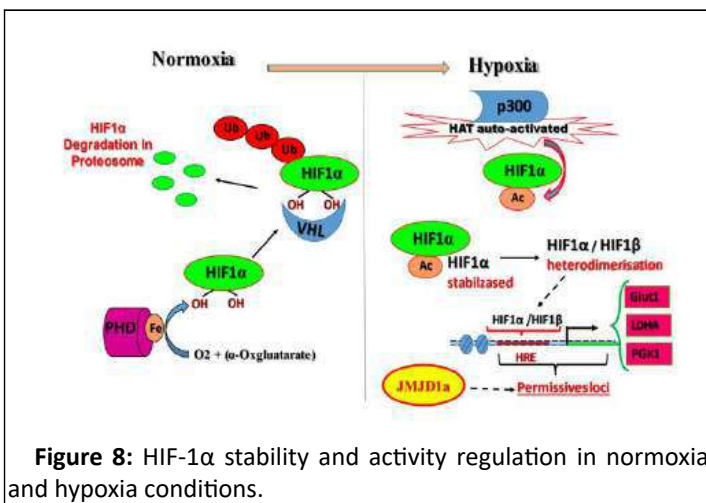 Normoxia
Hypoxia
HIF1α
Degradation in
Proteosome
Ub
Ub
Ub
HIF1α
OH OH
VHL
HIF1α
OH OH
PHD
Fe
O2 + (α-Oxgluatarate)
p300
HAT auto-activated
HIF1α
Ac
HIF1α
Ac
HIF1α
stabilzased
HIF1α / HIF1β
heterodimerisation
HIF1α /HIF1β
HRE
Glut1
LDHA
PGK1
JMJD1a
Permissives loci
Figure 8: HIF-1α stability and activity regulation in normoxia
and hypoxia conditions.